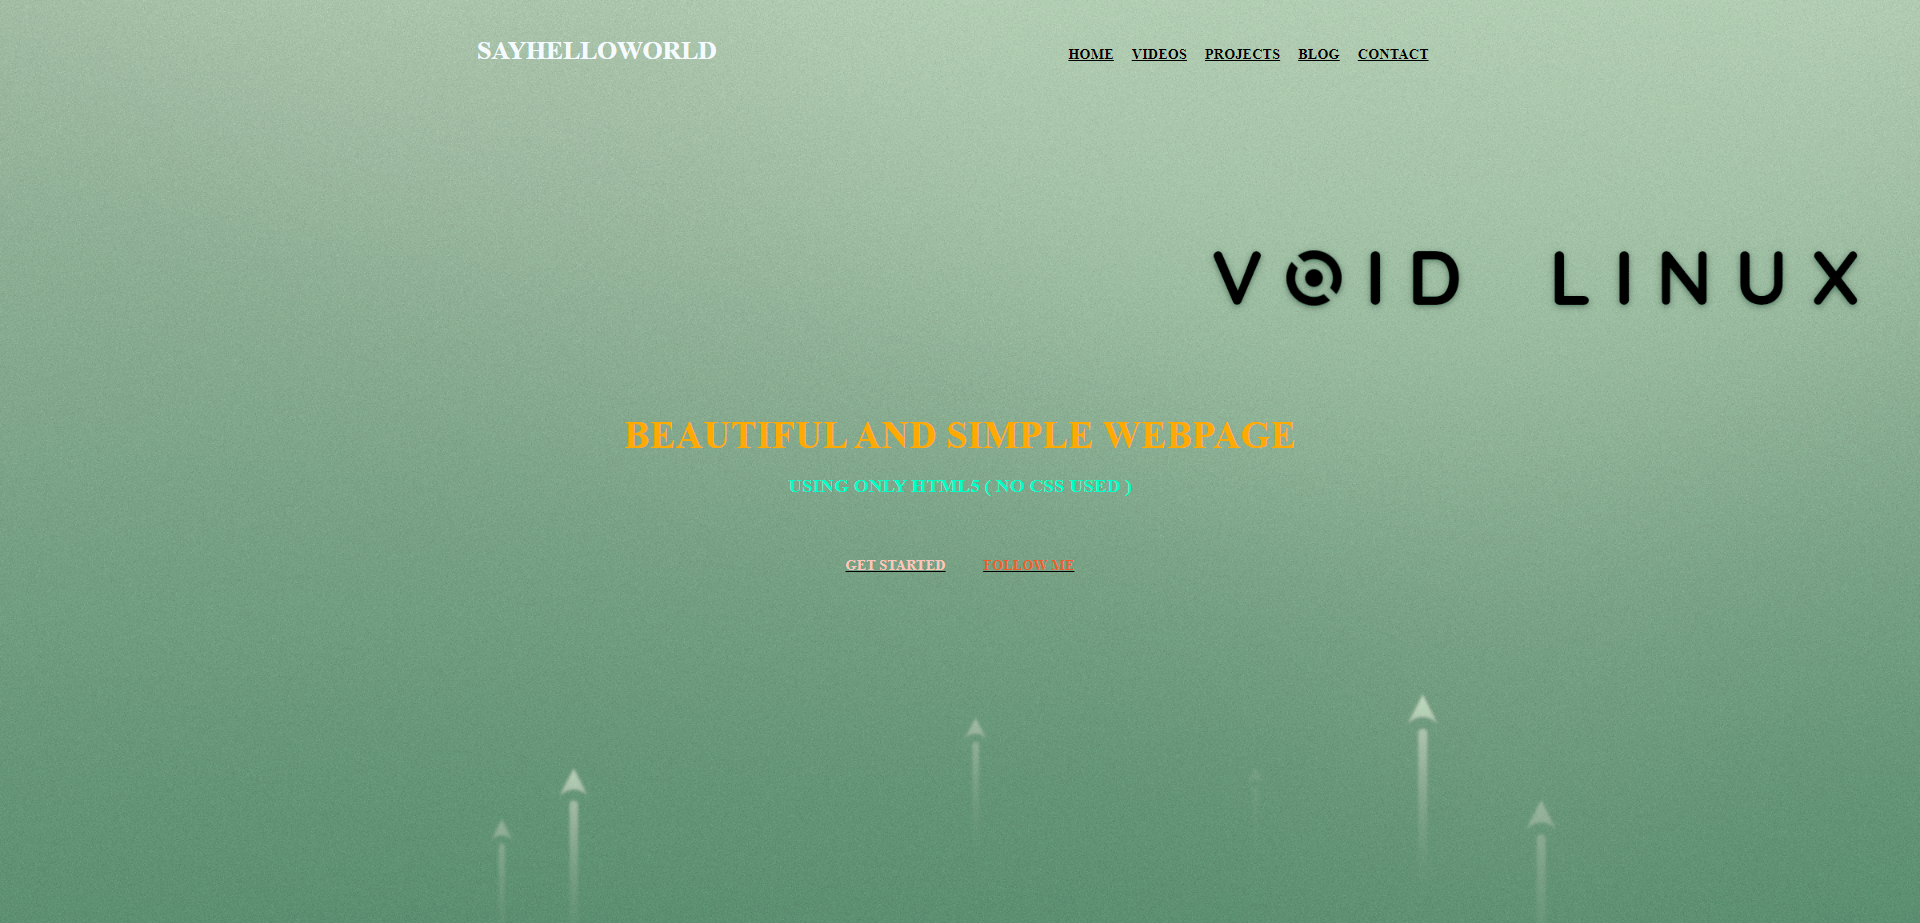 SAYHELLOWORLD
HOME VIDEOS PROJECTS BLOG CONTACT
VOID LINUX
BEAUTIFUL AND SIMPLE WEBPAGE
USING ONLY HTML5 ( NO CSS USED )
GET STARTED FOLLOW ME